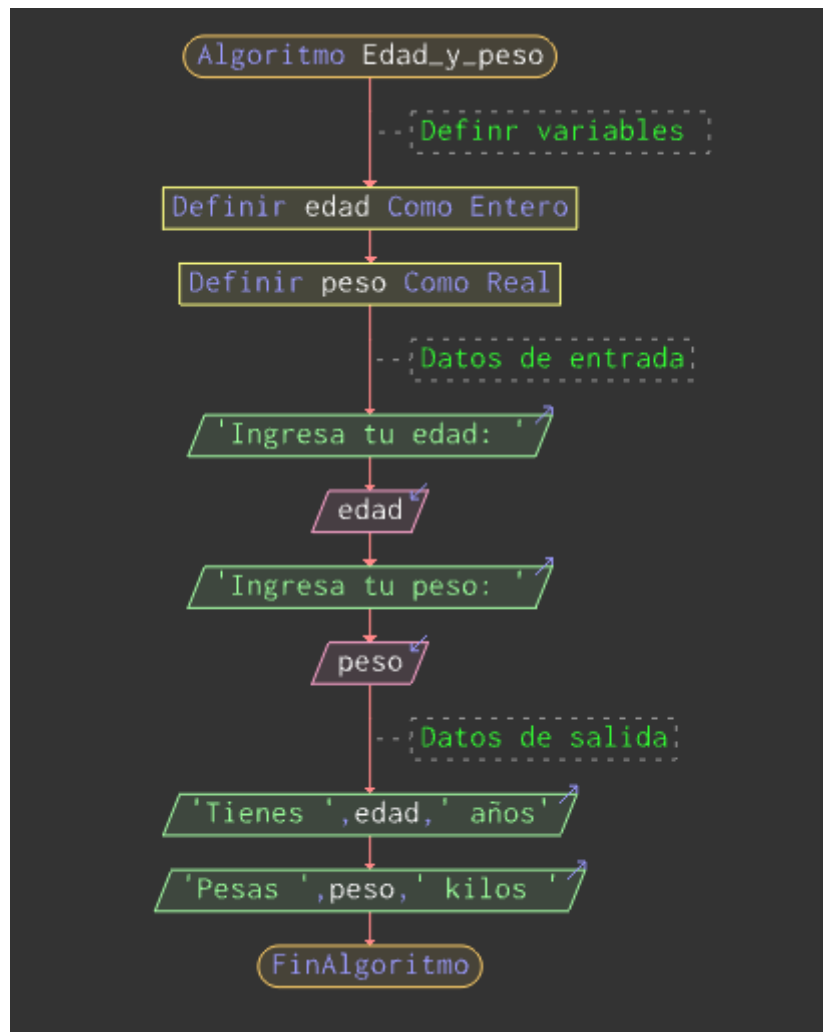 Algoritmo Edad_y_peso
Definr variables
Definir edad Como Entero
Definir peso Como Real
Datos de entrada
'Ingresa tu edad: '
edad
'Ingresa tu peso: '
peso
Datos de salida
'Tienes ',edad,' años'
'Pesas ',peso,' kilos '
FinAlgoritmo